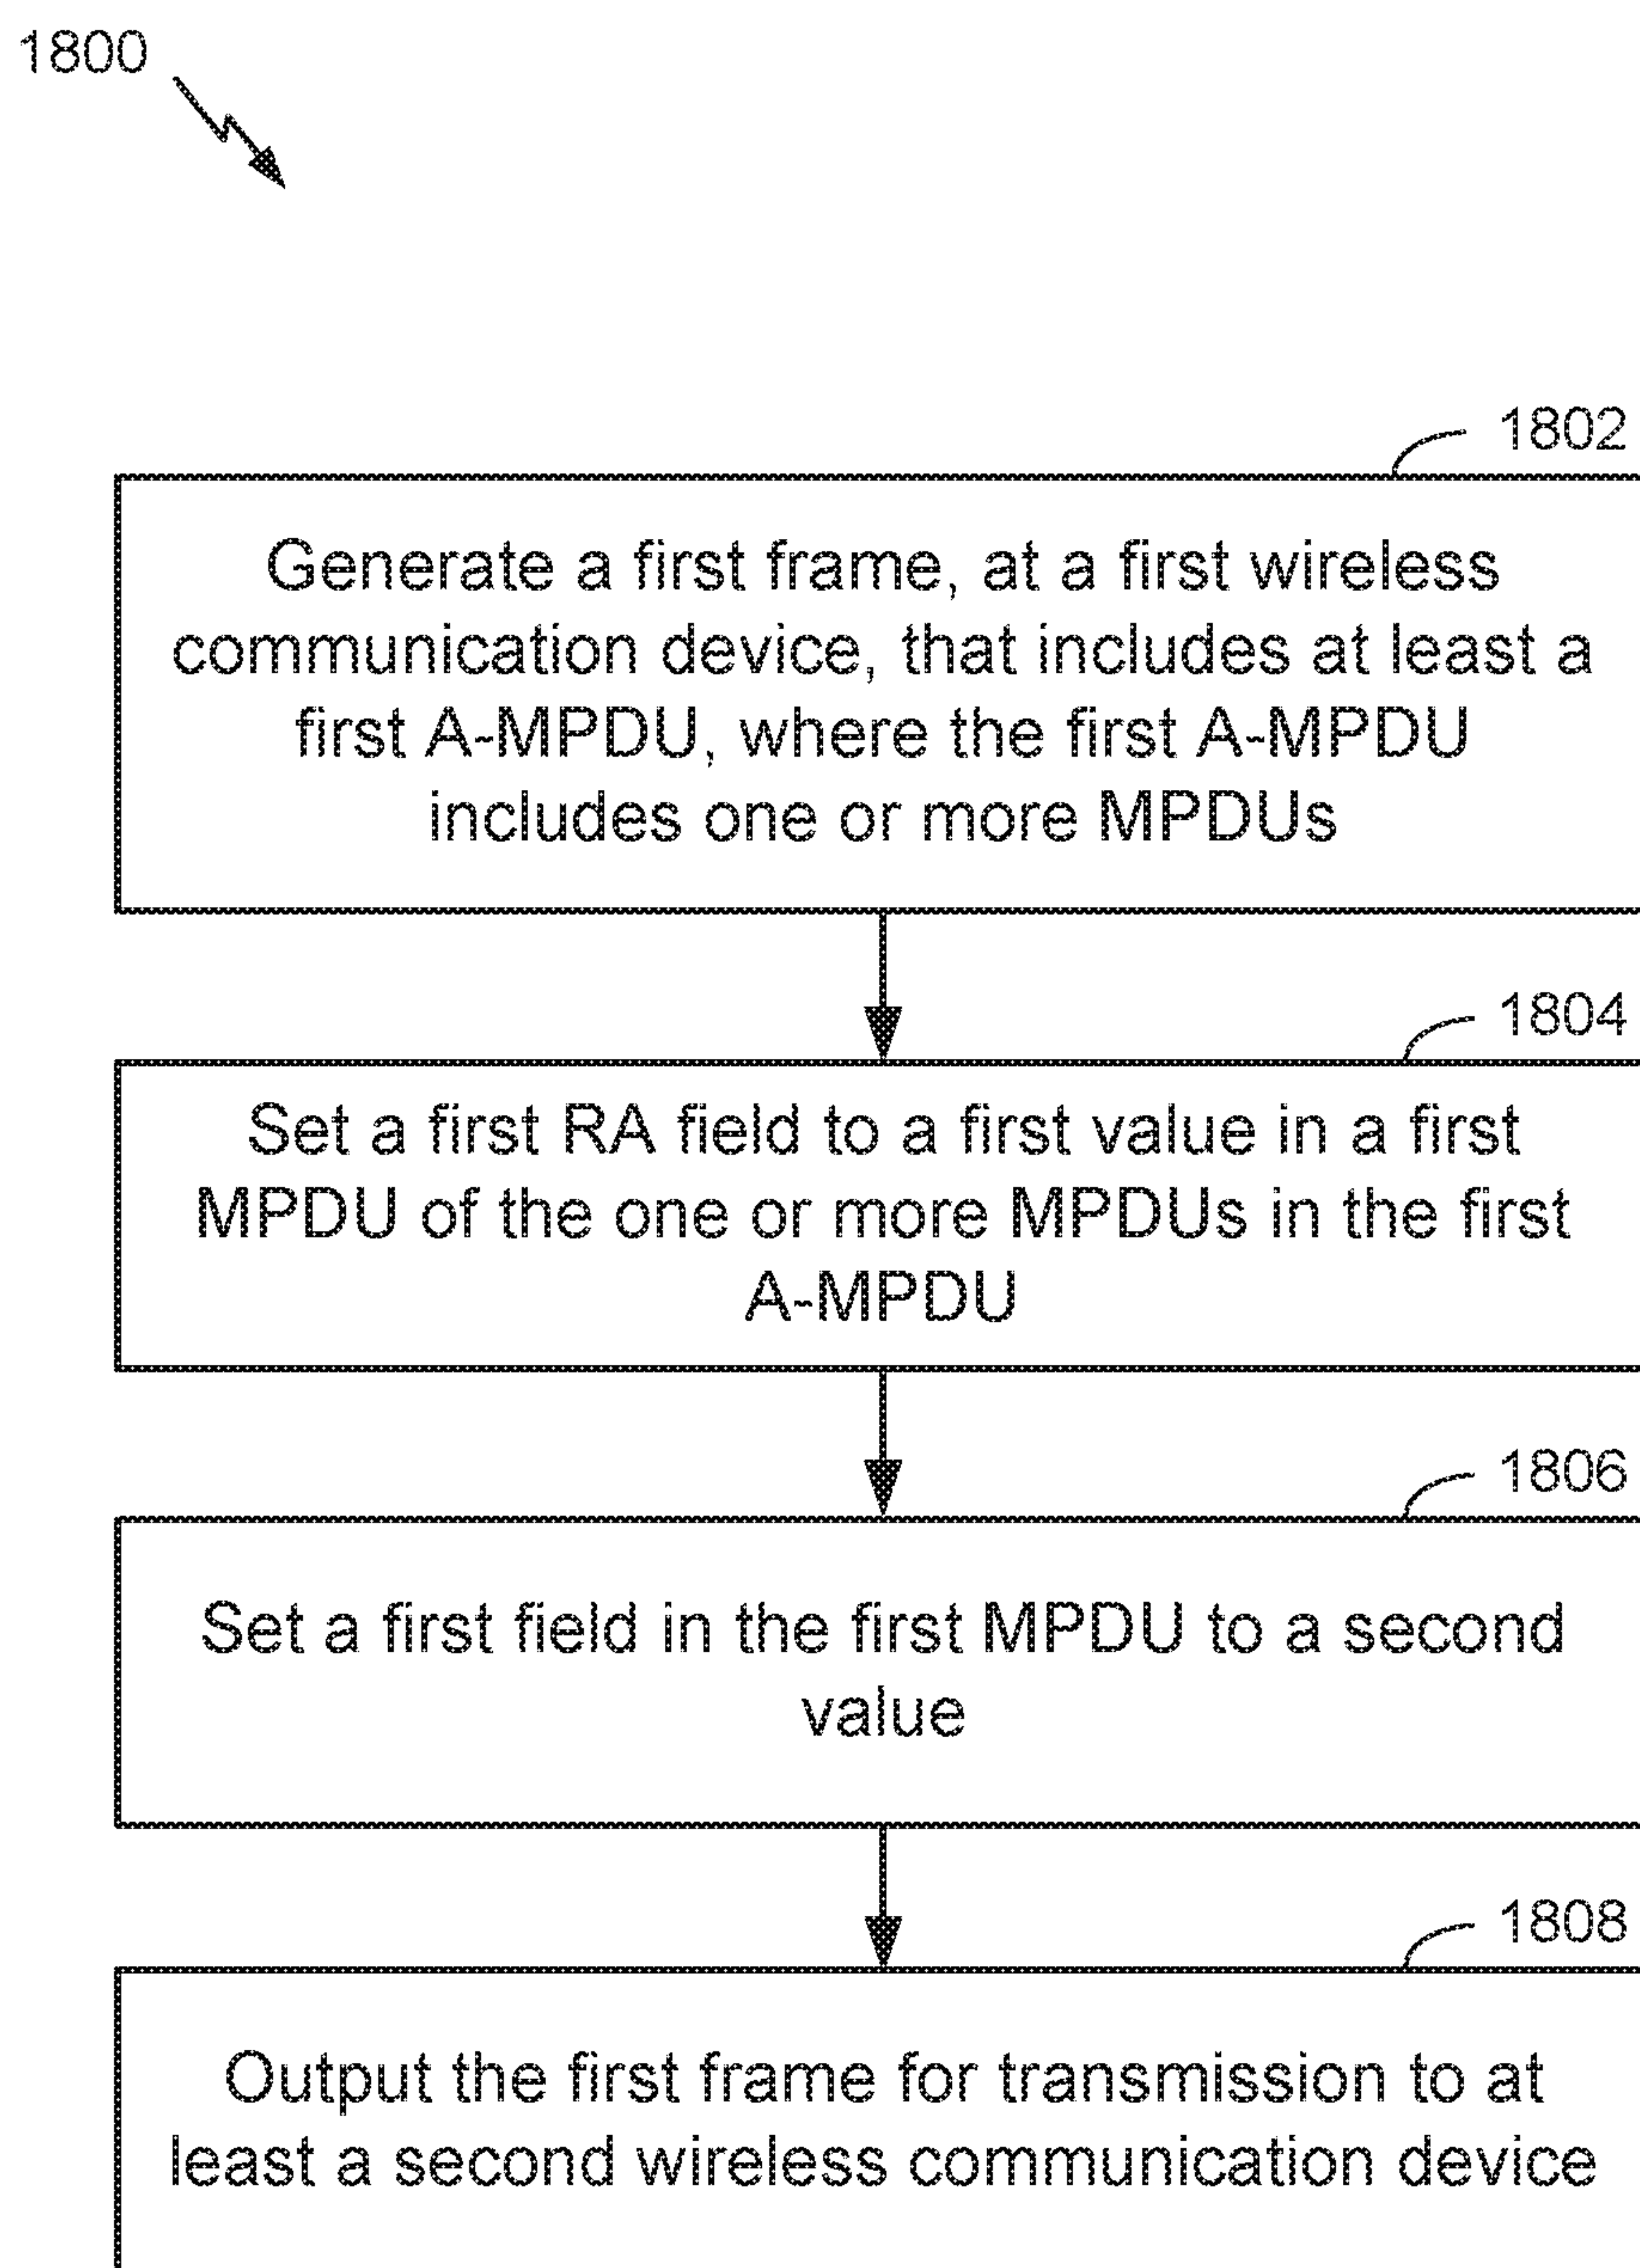 1800
1802
Generate a first frame, at a first wireless
communication device, that includes at least a
first A-MPDU, where the first A-MPDU
includes one or more MPDUs
1804
Set a first RA field to a first value in a first
MPDU of the one or more MPDUs in the first
A-MPDU
1806
Set a first field in the first MPDU to a second
value
1808
Output the first frame for transmission to at
least a second wireless communication device